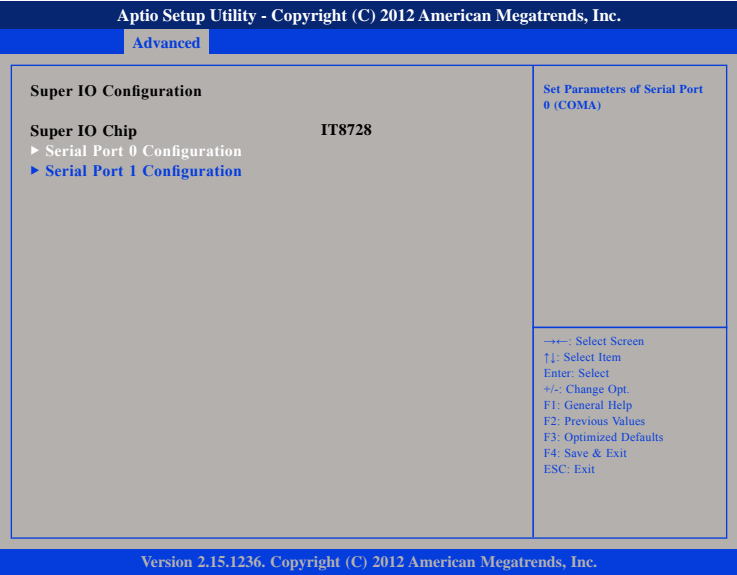 Aptio Setup Utility - Copyright (C) 2012 American Megatrends, Inc.
Advanced
Super IO Configuration
Super IO Chip IT8728
▶ Serial Port 0 Configuration
▶ Serial Port 1 Configuration
Set Parameters of Serial Port
0 (COMA)
→←: Select Screen
↑↓: Select Item
Enter: Select
+/-: Change Opt.
F1: General Help
F2: Previous Values
F3: Optimized Defaults
F4: Save & Exit
ESC: Exit
Version 2.15.1236. Copyright (C) 2012 American Megatrends, Inc.